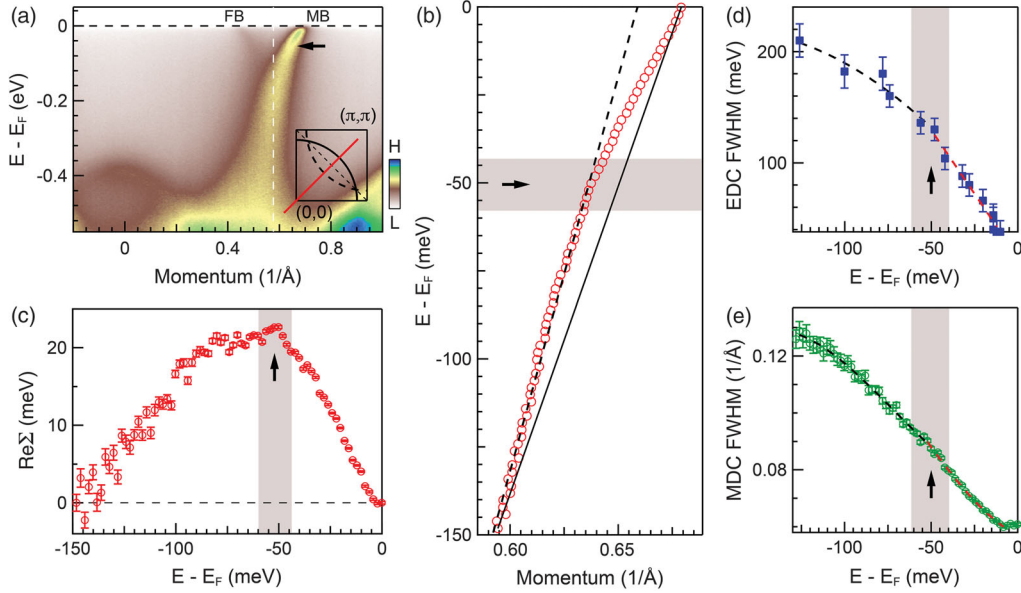 (a)
FB
MB
0
-0.2
-0.4
E - E_F (eV)
(π,π)
(0,0)
H
L
0
0.4
0.8
Momentum (1/Å)
(b)
0
-50
-100
-150
E - E_F (meV)
0.60
0.65
Momentum (1/Å)
(c)
20
10
0
ReΣ (meV)
-150
-100
-50
0
E - E_F (meV)
(d)
200
100
EDC FWHM (meV)
-100
-50
0
E - E_F (meV)
(e)
0.12
0.08
MDC FWHM (1/Å)
-100
-50
0
E - E_F (meV)